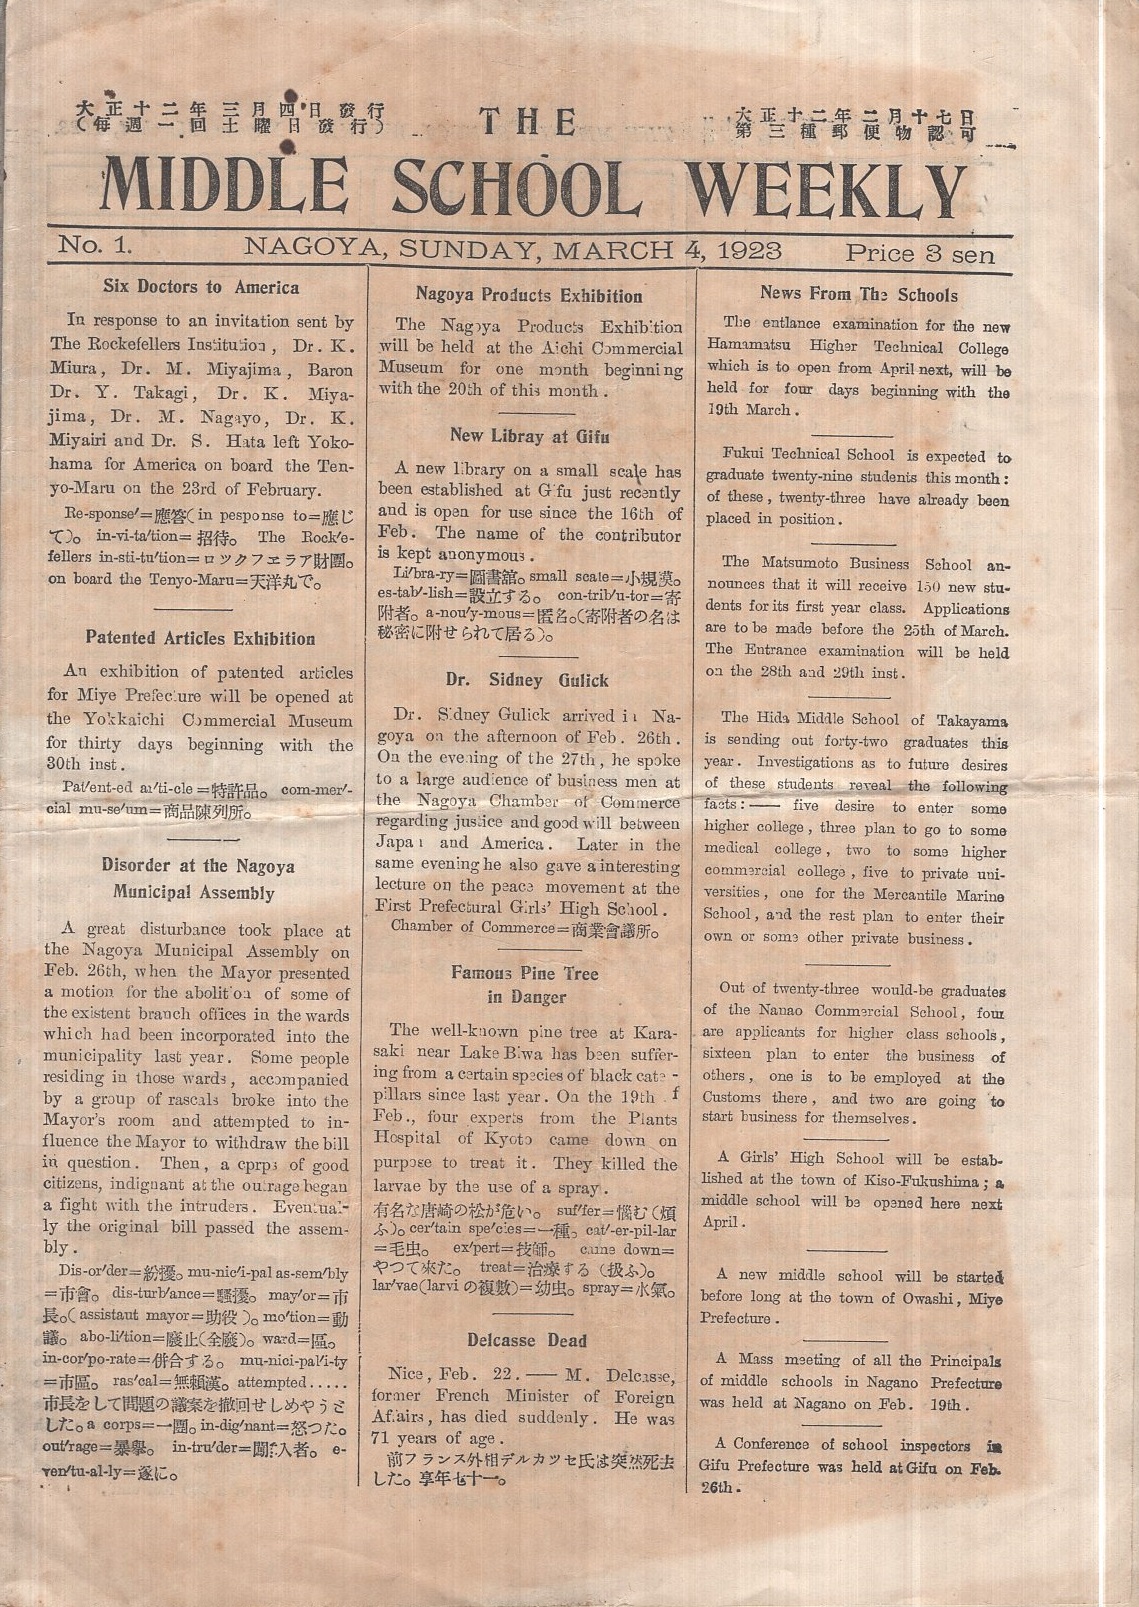 大正十二年三月四日發行
(毎週一回土曜日發行)
THE
大正十二年二月十七日
第三種郵便物認可
MIDDLE SCHOOL WEEKLY
No. 1. NAGOYA, SUNDAY, MARCH 4, 1923 Price 3 sen
Six Doctors to America
In response to an invitation sent by
The Rockefellers Institution, Dr. K.
Miura, Dr. M. Miyajima, Baron
Dr. Y. Takagi, Dr. K. Miya-
jima, Dr. M. Nagayo, Dr. K.
Miyairi and Dr. S. Hata left Yoko-
hama for America on board the Ten-
yo-Maru on the 23rd of February.
Re-sponse'=應答(in pesponse to=應じ
て)。 in-vi-ta'tion=招待。 The Rock'e-
fellers in-sti-tu'tion=ロックフェラア財團。
on board the Tenyo-Maru=天洋丸で。
Patented Articles Exhibition
An exhibition of patented articles
for Miye Prefecture will be opened at
the Yokkaichi Commercial Museum
for thirty days beginning with the
30th inst.
Pat'ent-ed ar'ti-cle=特許品。 com-mer'-
cial mu-se'um=商品陳列所。
Disorder at the Nagoya
Municipal Assembly
A great disturbance took place at
the Nagoya Municipal Assembly on
Feb. 26th, when the Mayor presented
a motion for the abolition of some of
the existent branch offices in the wards
which had been incorporated into the
municipality last year. Some people
residing in those wards, accompanied
by a group of rascals broke into the
Mayor's room and attempted to in-
fluence the Mayor to withdraw the bill
in question. Then, a cprps of good
citizens, indignant at the outrage began
a fight with the intruders. Eventual-
ly the original bill passed the assem-
bly.
Dis-or'der=紛擾。mu-nic'i-pal as-sem'bly
=市會。 dis-turb'ance=騷擾。 may'or=市
長。(assistant mayor=助役)。mo'tion=動
議。 abo-li'tion=廢止(全廢)。 ward=區。
in-cor'po-rate=併合する。 mu-nici-pal'i-ty
=市區。 ras'cal=無賴漢。attempted.....
市長をして問題の議案を撤回せしめやうと
した。a corps=一團。in-dig'nant=怒つた。
out'rage=暴擧。 in-tru'der=闖入者。 e-
ven'tu-al-ly=遂に。
Nagoya Products Exhibition
The Nagoya Products Exhibition
will be held at the Aichi Commercial
Museum for one month beginning
with the 20th of this month.
New Libray at Gifu
A new library on a small scale has
been established at Gifu just recently
and is open for use since the 16th of
Feb. The name of the contributor
is kept anonymous.
Li'bra-ry=圖書館。small scale=小規模。
es-tab'-lish=設立する。 con-trib'u-tor=寄
附者。a-nou'y-mous=匿名。(寄附者の名は
秘密に附せられて居る)。
Dr. Sidney Gulick
Dr. Sidney Gulick arrived in Na-
goya on the afternoon of Feb. 26th.
On the evening of the 27th, he spoke
to a large audience of business men at
the Nagoya Chamber of Commerce
regarding justice and good will between
Japan and America. Later in the
same evening he also gave a interesting
lecture on the peace movement at the
First Prefectural Girls' High School.
Chamber of Commerce=商業會議所。
Famous Pine Tree
in Danger
The well-known pine tree at Kara-
saki near Lake Biwa has been suffer-
ing from a certain species of black cate-
pillars since last year. On the 19th of
Feb., four experts from the Plants
Hospital of Kyoto came down on
purpose to treat it. They killed the
larvae by the use of a spray.
有名な唐崎の松が危い。 suf'fer=惱む(煩
ふ)。cer'tain spe'cies=一種。cat'-er-pil-lar
=毛虫。 ex'pert=技師。 came down=
やつて來た。 treat=治療する(扱ふ)。
lar'vae(larvi の複數)=幼虫。spray=水氣。
Delcasse Dead
Nice, Feb. 22.—— M. Delcasse,
former French Minister of Foreign
Affairs, has died suddenly. He was
71 years of age.
前フランス外相デルカツセ氏は突然死去
した。享年七十一。
News From The Schools
The entlance examination for the new
Hamamatsu Higher Technical College
which is to open from April next, will be
held for four days beginning with the
19th March.
Fukui Technical School is expected to
graduate twenty-nine students this month:
of these, twenty-three have already been
placed in position.
The Matsumoto Business School an-
nounces that it will receive 150 new stu-
dents for its first year class. Applications
are to be made before the 25th of March.
The Entrance examination will be held
on the 28th and 29th inst.
The Hida Middle School of Takayama
is sending out forty-two graduates this
year. Investigations as to future desires
of these students reveal the following
facts:—— five desire to enter some
higher college, three plan to go to some
medical college, two to some higher
commercial college, five to private uni-
versities, one for the Mercantile Marine
School, and the rest plan to enter their
own or some other private business.
Out of twenty-three would-be graduates
of the Nanao Commercial School, four
are applicants for higher class schools,
sixteen plan to enter the business of
others, one is to be employed at the
Customs there, and two are going to
start business for themselves.
A Girls' High School will be estab-
lished at the town of Kiso-Fukushima; a
middle school will be opened here next
April.
A new middle school will be started
before long at the town of Owashi, Miye
Prefecture.
A Mass meeting of all the Principals
of middle schools in Nagano Prefecture
was held at Nagano on Feb. 19th.
A Conference of school inspectors in
Gifu Prefecture was held at Gifu on Feb.
26th.